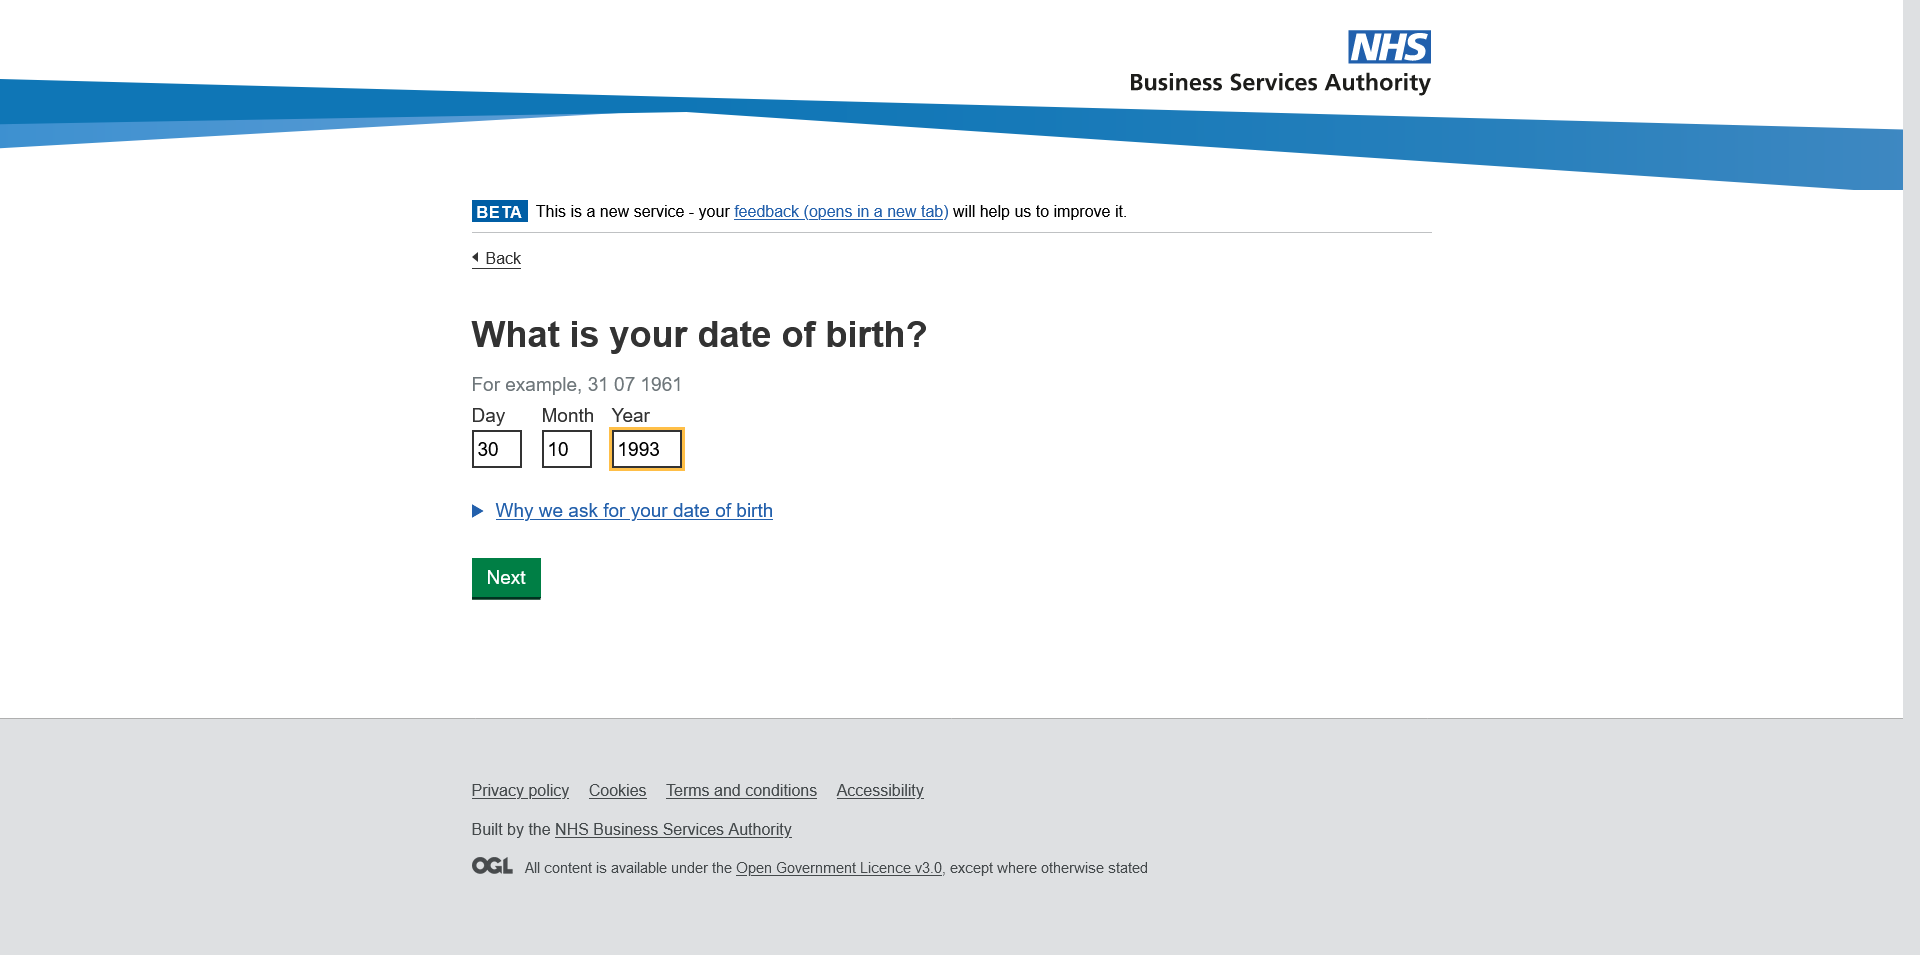 NHS
Business Services Authority
BETA This is a new service - your feedback (opens in a new tab) will help us to improve it.
Back
What is your date of birth?
For example, 31 07 1961
Day Month Year
30 10 1993
Why we ask for your date of birth
Next
Privacy policy Cookies Terms and conditions Accessibility
Built by the NHS Business Services Authority
OGL All content is available under the Open Government Licence v3.0, except where otherwise stated